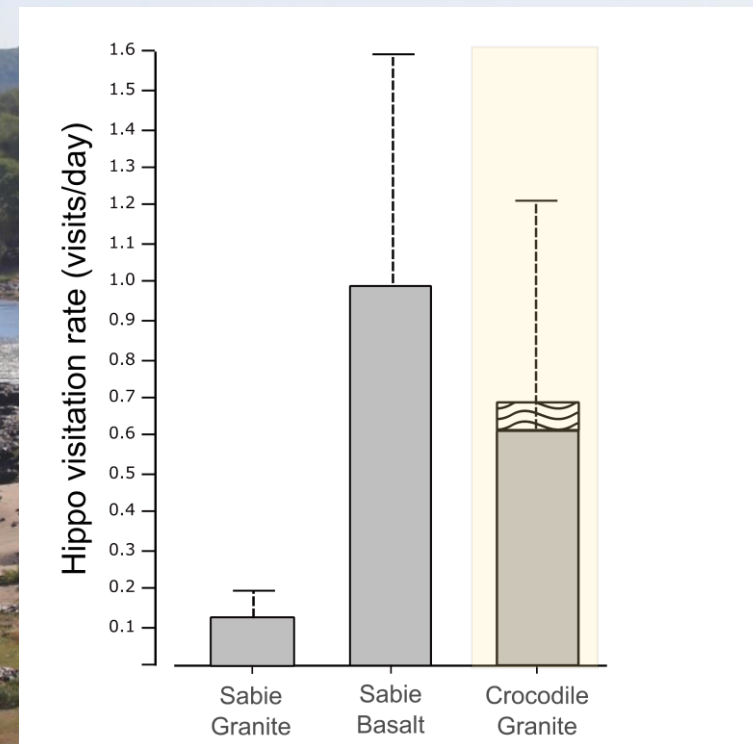 Hippo visitation rate (visits/day)
1.6
1.5
1.4
1.3
1.2
1.1
1.0
0.9
0.8
0.7
0.6
0.5
0.4
0.3
0.2
0.1
Sabie
Granite
Sabie
Basalt
Crocodile
Granite